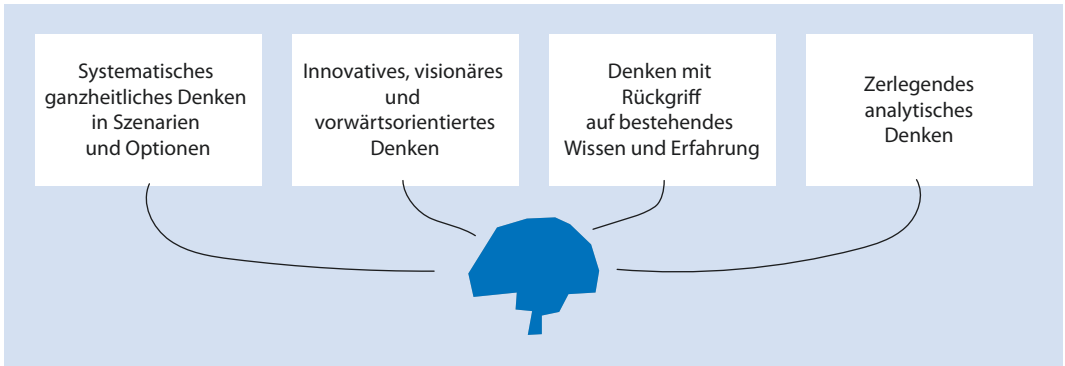 Systematisches
ganzheitliches Denken
in Szenarien
und Optionen
Innovatives, visionäres
und
vorwärtsorientiertes
Denken
Denken mit
Rückgriff
auf bestehendes
Wissen und Erfahrung
Zerlegendes
analytisches
Denken